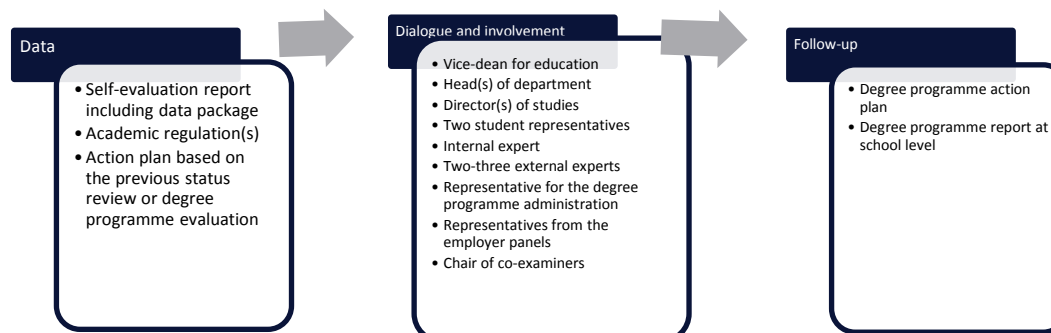 Data
• Self-evaluation report
including data package
• Academic regulation(s)
• Action plan based on
the previous status
review or degree
programme evaluation
Dialogue and involvement
• Vice-dean for education
• Head(s) of department
• Director(s) of studies
• Two student representatives
• Internal expert
• Two-three external experts
• Representative for the degree
programme administration
• Representatives from the
employer panels
• Chair of co-examiners
Follow-up
• Degree programme action
plan
• Degree programme report at
school level